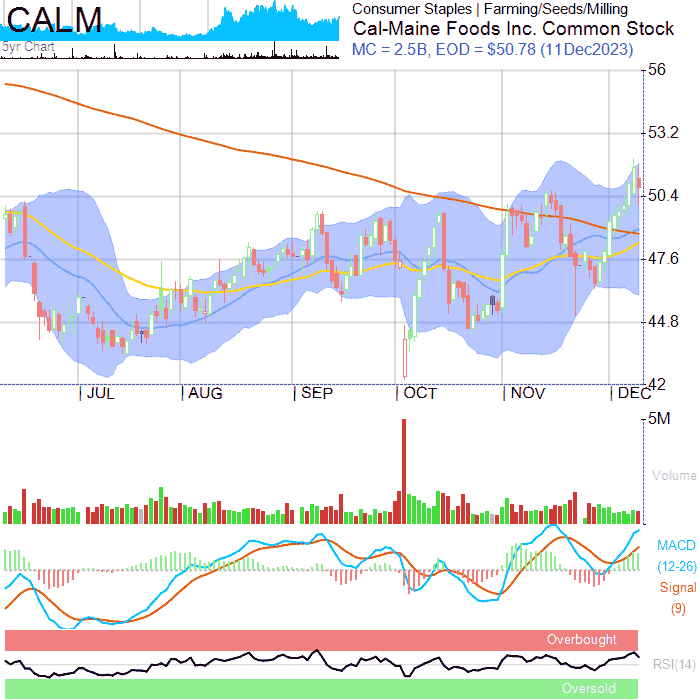 CALM
5yr Chart
Consumer Staples | Farming/Seeds/Milling
Cal-Maine Foods Inc. Common Stock
MC = 2.5B, EOD = $50.78 (11Dec2023)
56
53.2
50.4
47.6
44.8
42
JUL AUG SEP OCT NOV DEC
5M
Volume
MACD
(12-26)
Signal
(9)
Overbought
RSI(14)
Oversold